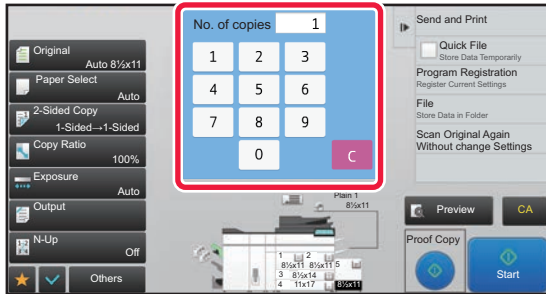 No. of copies 1
1 2 3
4 5 6
7 8 9
0 C
Original
Auto 8½x11
Paper Select
Auto
2-Sided Copy
1-Sided→1-Sided
Copy Ratio
100%
Exposure
Auto
Output
N-Up
Off
Others
Plain 1
8½x11
1 2
8½x11 8½x11 5
3 8½x14
4 11x17 8½x11
Send and Print
Quick File
Store Data Temporarily
Program Registration
Register Current Settings
File
Store Data in Folder
Scan Original Again
Without change Settings
Preview CA
Proof Copy
Start